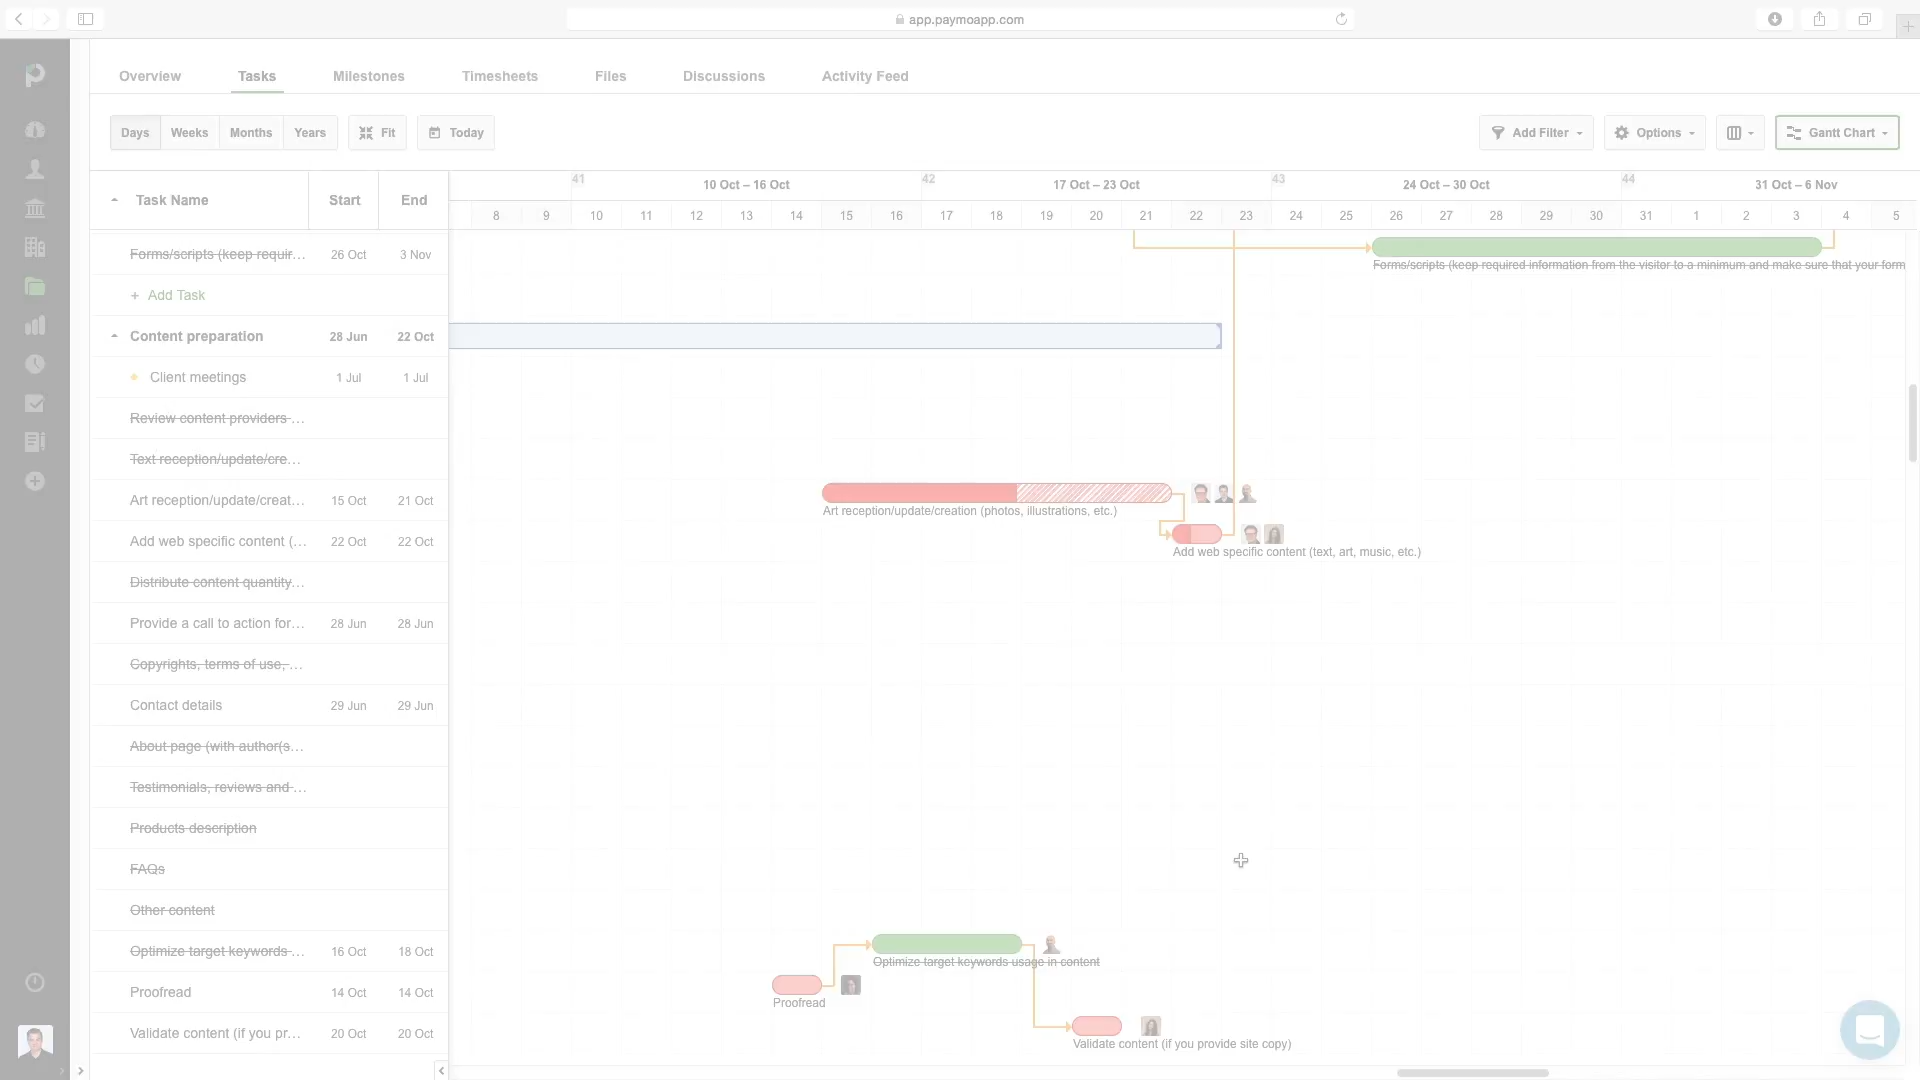 app.paymoapp.com
Overview Tasks Milestones Timesheets Files Discussions Activity Feed
Days Weeks Months Years Fit Today Add Filter Options Gantt Chart
Task Name Start End
41 10 Oct – 16 Oct 42 17 Oct – 23 Oct 43 24 Oct – 30 Oct 44 31 Oct – 6 Nov
8 9 10 11 12 13 14 15 16 17 18 19 20 21 22 23 24 25 26 27 28 29 30 31 1 2 3 4 5
Forms/scripts (keep requir... 26 Oct 3 Nov
Forms/scripts (keep required information from the visitor to a minimum and make sure that your form
+ Add Task
Content preparation 28 Jun 22 Oct
Client meetings 1 Jul 1 Jul
Review content providers ...
Text reception/update/cre...
Art reception/update/creat... 15 Oct 21 Oct
Art reception/update/creation (photos, illustrations, etc.)
Add web specific content (... 22 Oct 22 Oct
Add web specific content (text, art, music, etc.)
Distribute content quantity...
Provide a call to action for... 28 Jun 28 Jun
Copyrights, terms of use, ...
Contact details 29 Jun 29 Jun
About page (with author(s...
Testimonials, reviews and ...
Products description
FAQs
Other content
Optimize target keywords ... 16 Oct 18 Oct
Optimize target keywords usage in content
Proofread 14 Oct 14 Oct
Proofread
Validate content (if you pr... 20 Oct 20 Oct
Validate content (if you provide site copy)